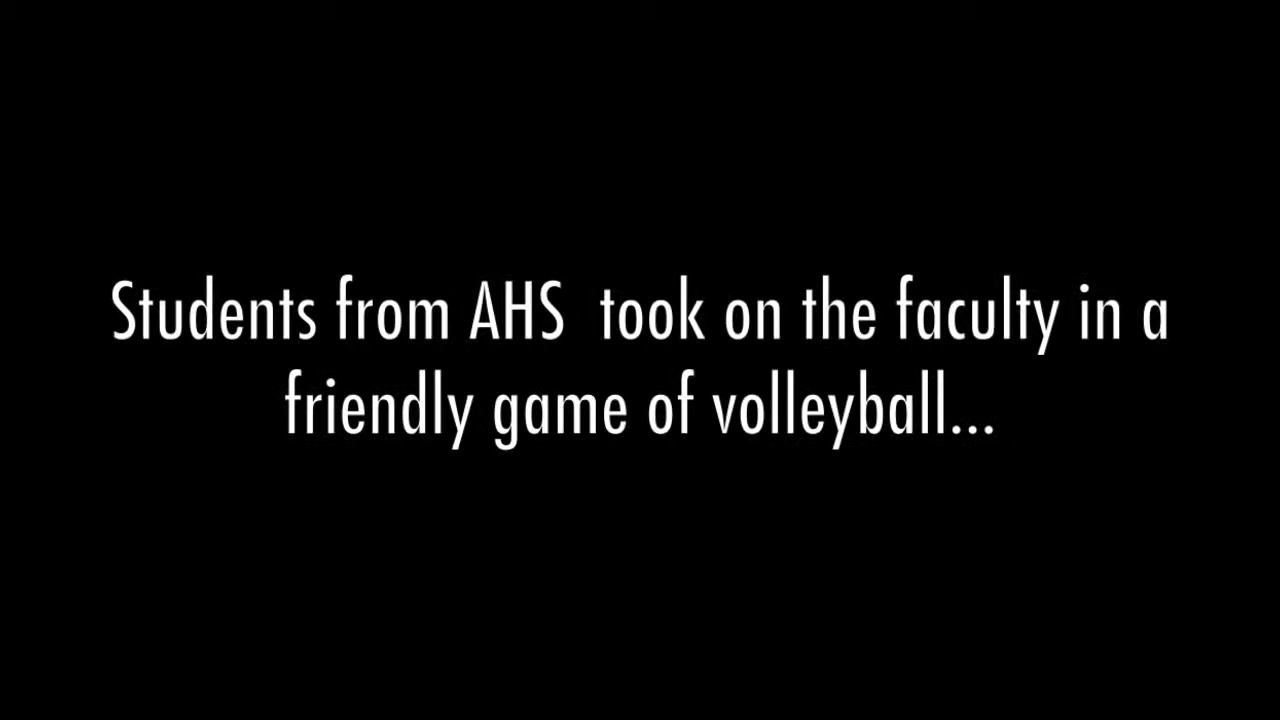 Students from AHS  took on the faculty in a
friendly game of volleyball...